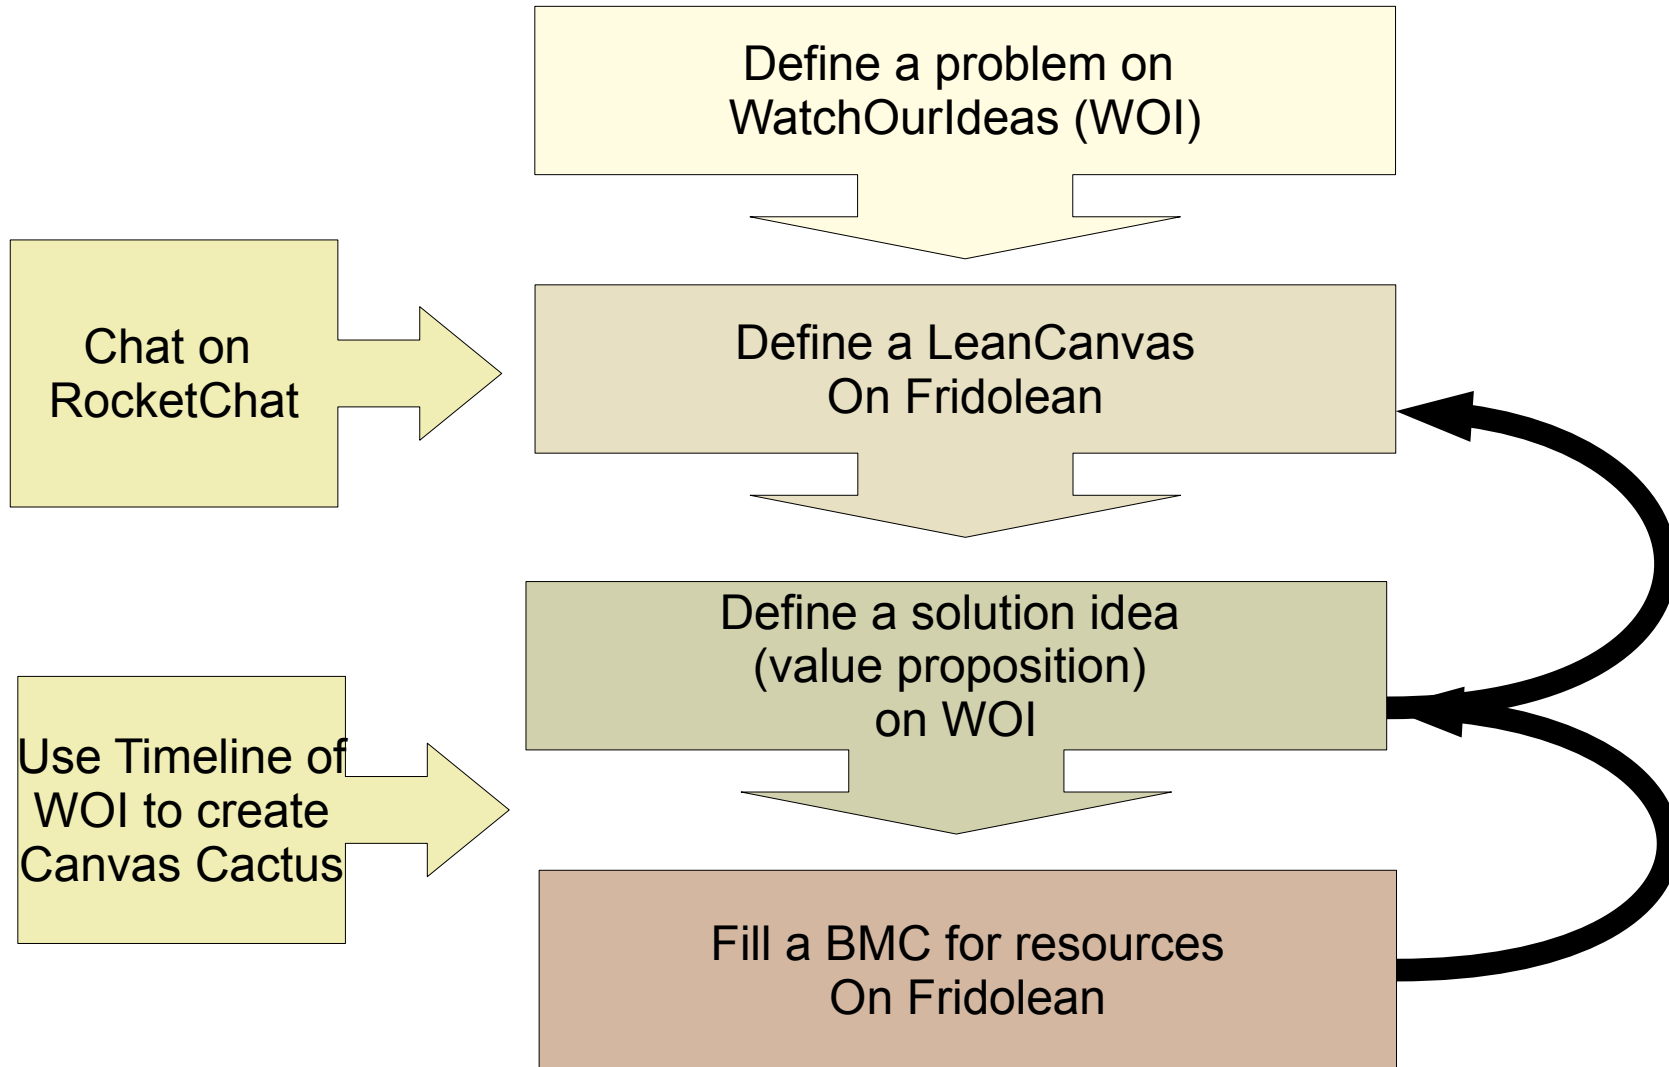 Define a problem on
WatchOurIdeas (WOI)
Chat on
RocketChat
Define a LeanCanvas
On Fridolean
Define a solution idea
(value proposition)
on WOI
Use Timeline of
WOI to create
Canvas Cactus
Fill a BMC for resources
On Fridolean